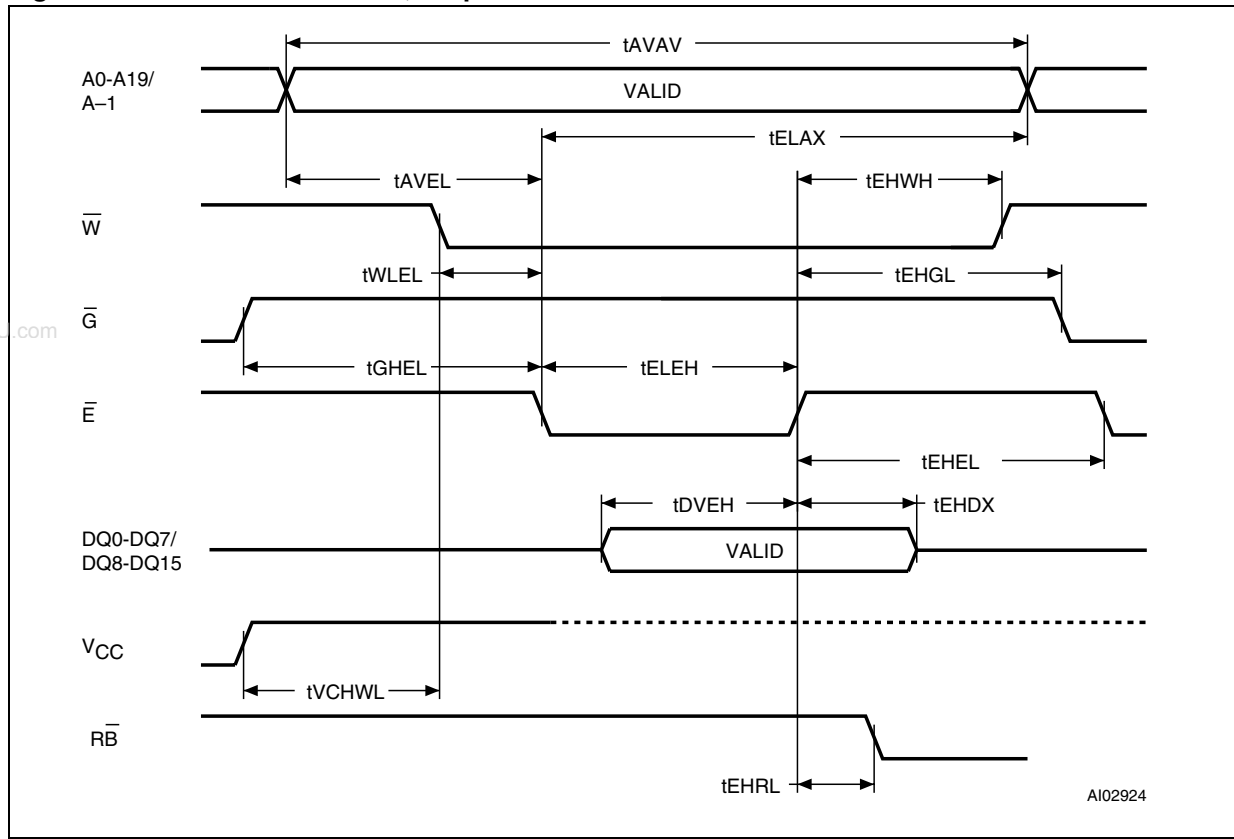 tAVAV
A0-A19/
A–1
VALID
tELAX
tAVEL
tEHWH
W̅
tWLEL
tEHGL
G̅
J.com
tGHEL
tELEH
E̅
tEHEL
tDVEH
tEHDX
DQ0-DQ7/
DQ8-DQ15
VALID
VCC
tVCHWL
RB̅
tEHRL
AI02924